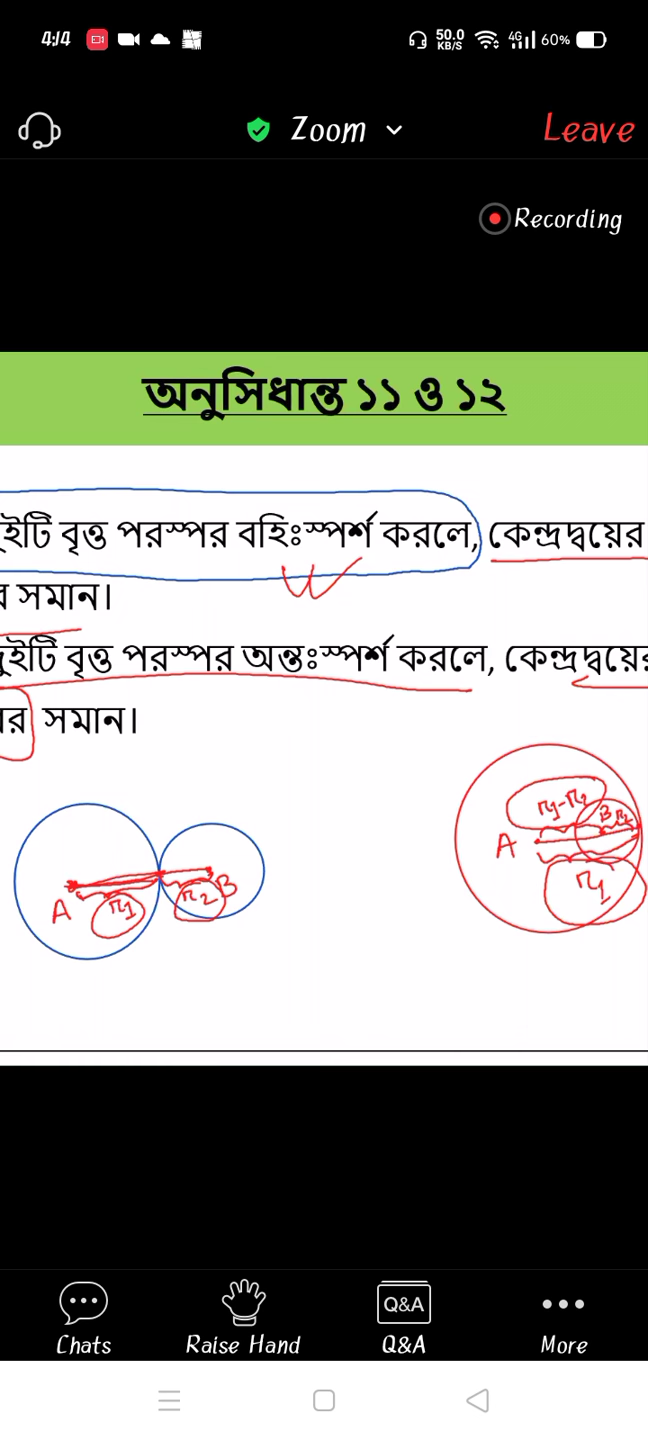 4:14
50.0 KB/S 4G 60%
Zoom Leave
Recording
অনুসিধান্ত ১১ ও ১২
ইটি বৃত্ত পরস্পর বহিঃস্পর্শ করলে, কেন্দ্রদ্বয়ের
র সমান।
দুইটি বৃত্ত পরস্পর অন্তঃস্পর্শ করলে, কেন্দ্রদ্বয়ের
র সমান।
r1-r2
A B r2
r1
A r1 r2 B
Chats Raise Hand Q&A More